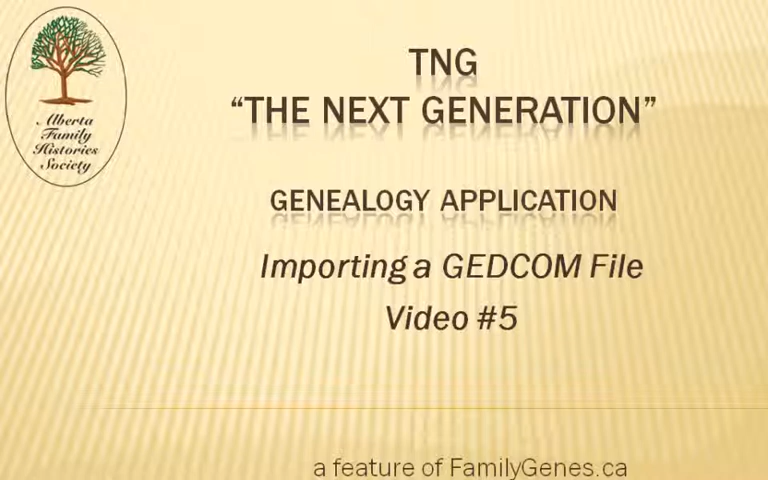 Alberta
Family
Histories
Society
TNG
“THE NEXT GENERATION”
GENEALOGY APPLICATION
Importing a GEDCOM File
Video #5
a feature of FamilyGenes.ca